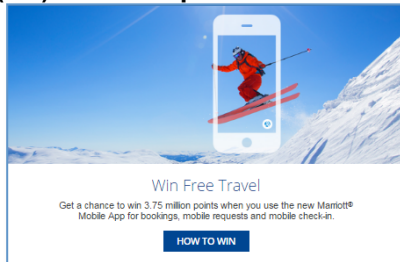 Win Free Travel
Get a chance to win 3.75 million points when you use the new Marriott®
Mobile App for bookings, mobile requests and mobile check-in.
HOW TO WIN